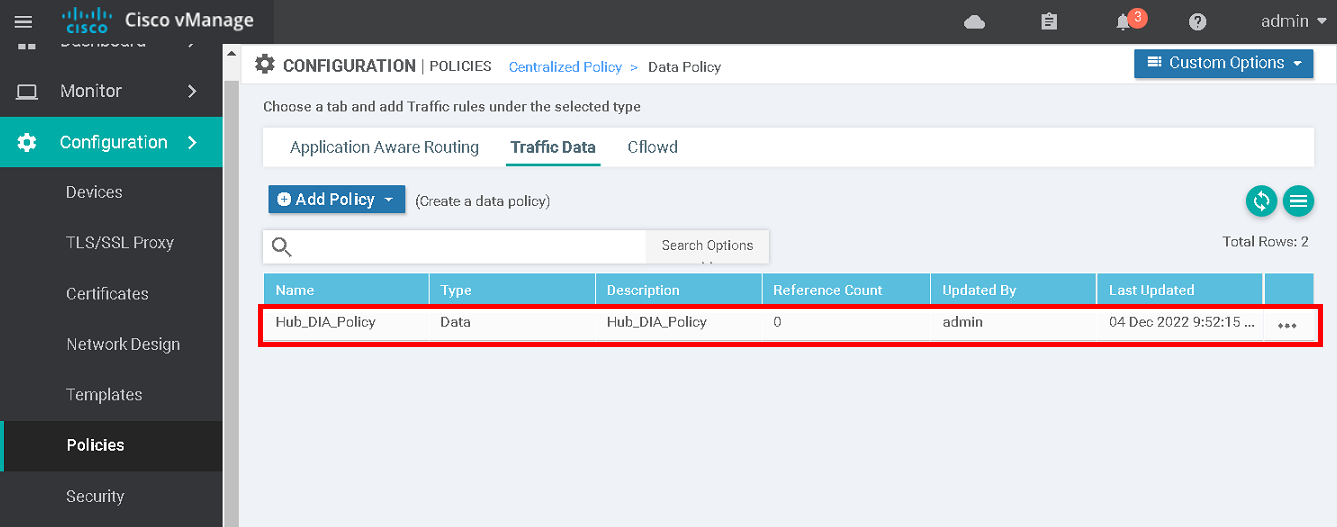 cisco Cisco vManage 3 admin
Dashboard
CONFIGURATION | POLICIES Centralized Policy > Data Policy Custom Options
Monitor
Choose a tab and add Traffic rules under the selected type
Configuration
Application Aware Routing Traffic Data Cflowd
Devices
Add Policy (Create a data policy)
TLS/SSL Proxy
Search Options Total Rows: 2
Certificates
Name Type Description Reference Count Updated By Last Updated
Hub_DIA_Policy Data Hub_DIA_Policy 0 admin 04 Dec 2022 9:52:15 ...
Network Design
Templates
Policies
Security